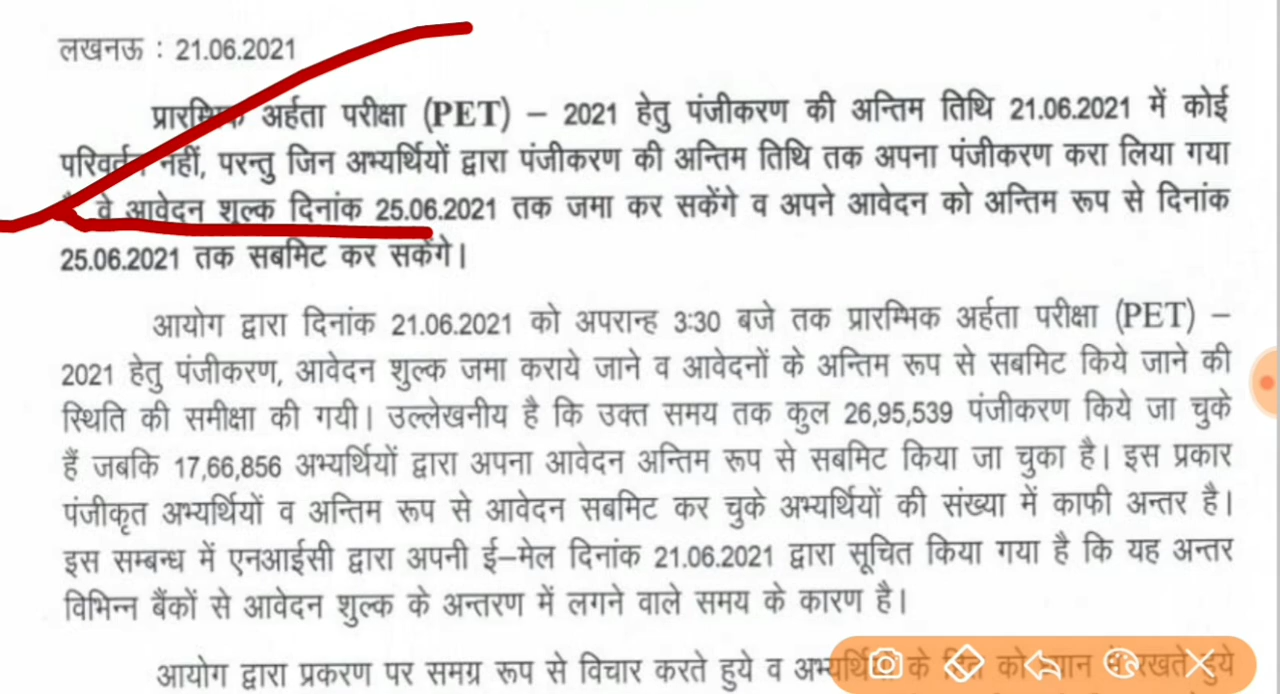 लखनऊ : 21.06.2021
प्रारम्भिक अर्हता परीक्षा (PET) – 2021 हेतु पंजीकरण की अन्तिम तिथि 21.06.2021 में कोई
परिवर्तन नहीं, परन्तु जिन अभ्यर्थियों द्वारा पंजीकरण की अन्तिम तिथि तक अपना पंजीकरण करा लिया गया
वे आवेदन शुल्क दिनांक 25.06.2021 तक जमा कर सकेंगे व अपने आवेदन को अन्तिम रूप से दिनांक
25.06.2021 तक सबमिट कर सकेंगे।
आयोग द्वारा दिनांक 21.06.2021 को अपरान्ह 3:30 बजे तक प्रारम्भिक अर्हता परीक्षा (PET) –
2021 हेतु पंजीकरण, आवेदन शुल्क जमा कराये जाने व आवेदनों के अन्तिम रूप से सबमिट किये जाने की
स्थिति की समीक्षा की गयी। उल्लेखनीय है कि उक्त समय तक कुल 26,95,539 पंजीकरण किये जा चुके
हैं जबकि 17,66,856 अभ्यर्थियों द्वारा अपना आवेदन अन्तिम रूप से सबमिट किया जा चुका है। इस प्रकार
पंजीकृत अभ्यर्थियों व अन्तिम रूप से आवेदन सबमिट कर चुके अभ्यर्थियों की संख्या में काफी अन्तर है।
इस सम्बन्ध में एनआईसी द्वारा अपनी ई–मेल दिनांक 21.06.2021 द्वारा सूचित किया गया है कि यह अन्तर
विभिन्न बैंकों से आवेदन शुल्क के अन्तरण में लगने वाले समय के कारण है।
आयोग द्वारा प्रकरण पर समग्र रूप से विचार करते हुये व के को रखते हुये